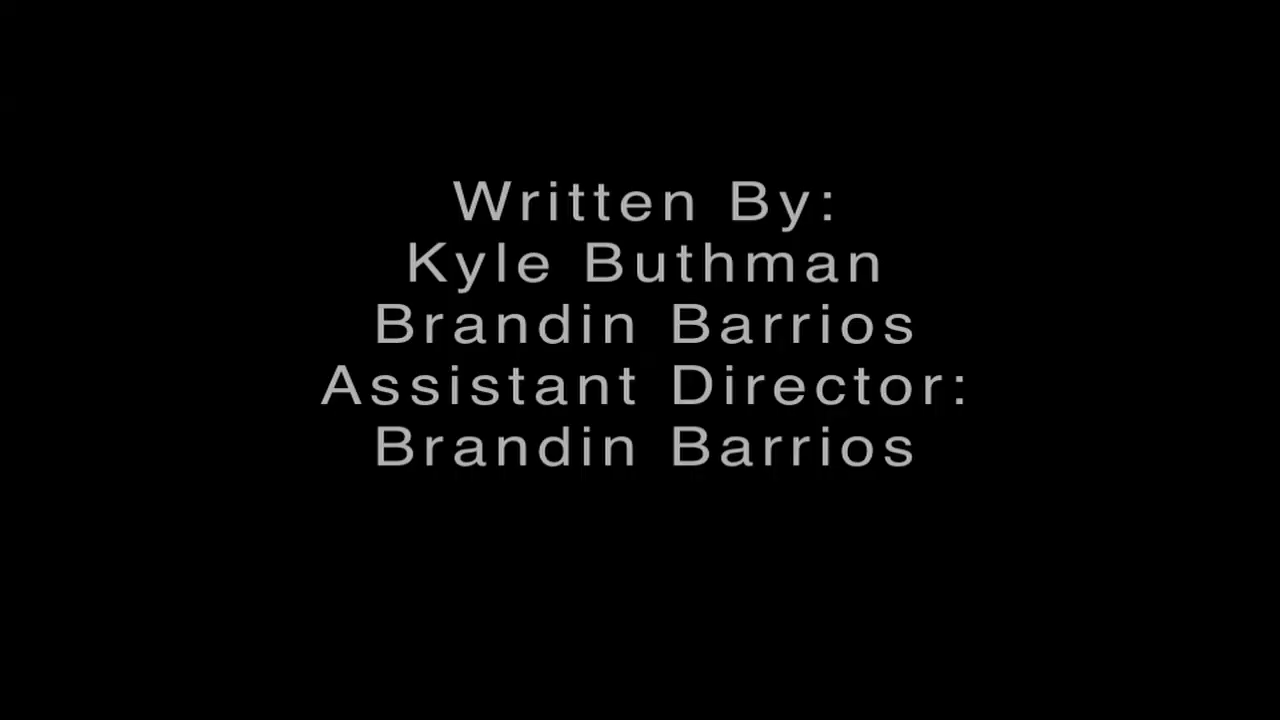 Written By:
Kyle Buthman
Brandin Barrios
Assistant Director:
Brandin Barrios